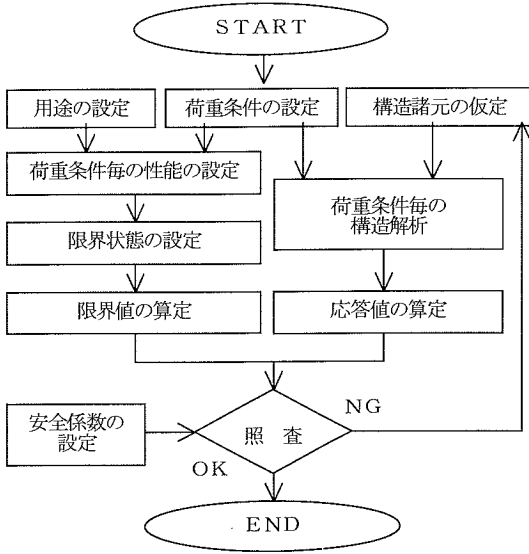 START
用途の設定
荷重条件の設定
構造諸元の仮定
荷重条件毎の性能の設定
荷重条件毎の
構造解析
限界状態の設定
限界値の算定
応答値の算定
安全係数の
設定
照 査
NG
OK
END